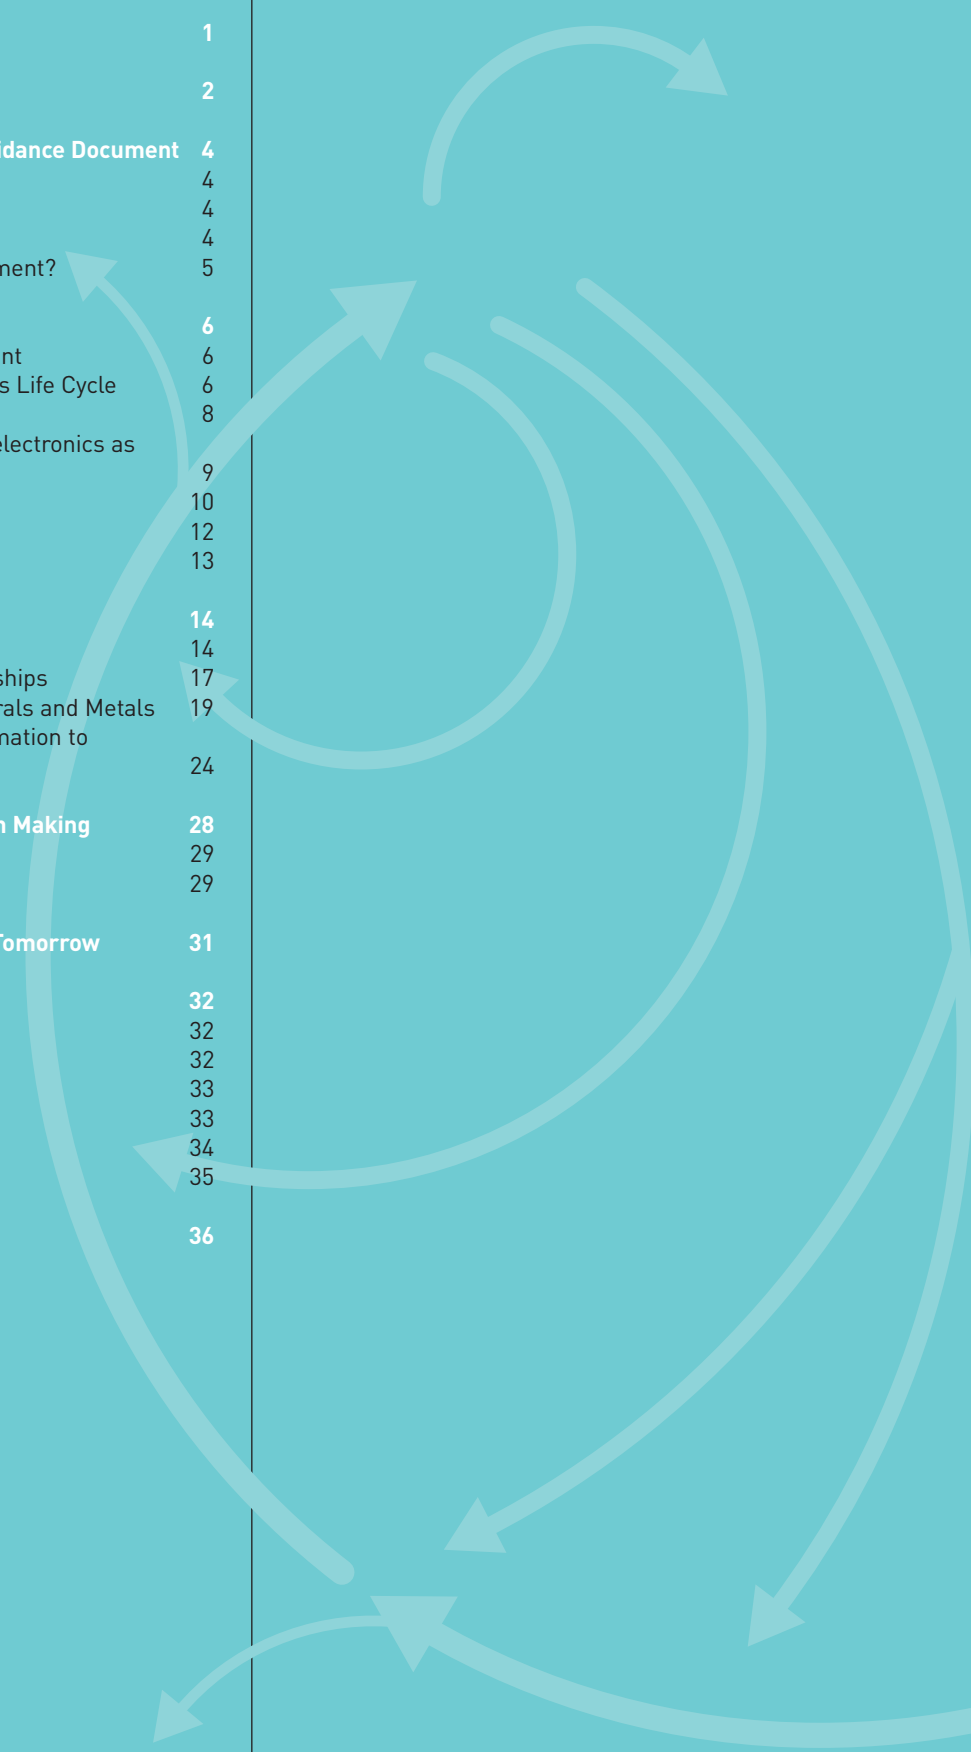 1
2
idance Document 4
4
4
4
ment? 5
6
nt 6
s Life Cycle 6
8
electronics as
9
10
12
13
14
14
ships 17
rals and Metals 19
mation to
24
n Making 28
29
29
Tomorrow 31
32
32
32
33
33
34
35
36